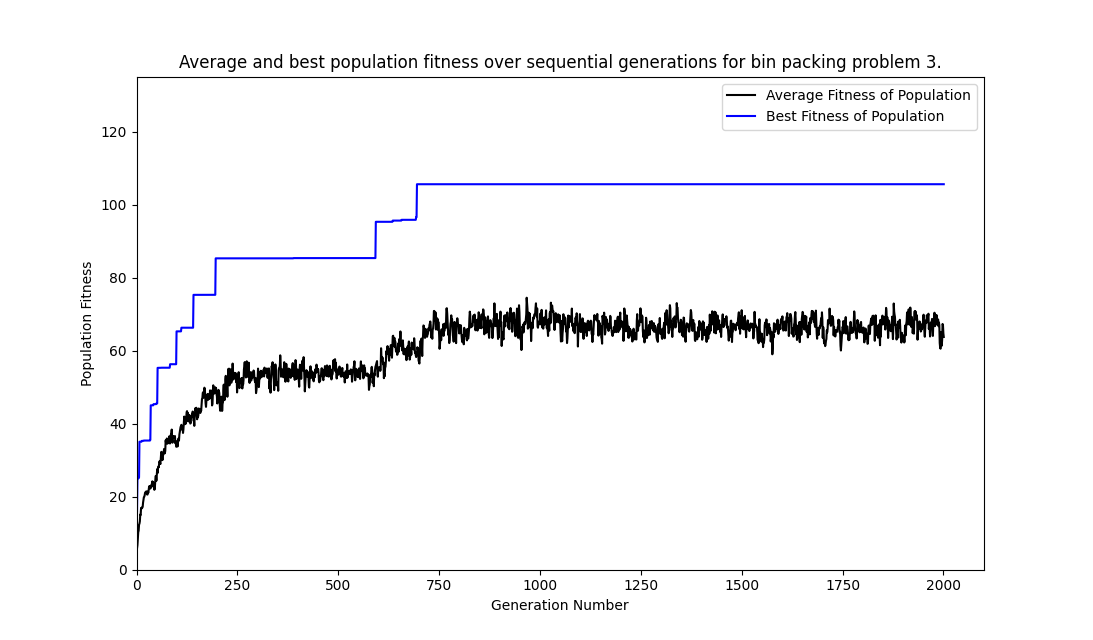 Average and best population fitness over sequential generations for bin packing problem 3.
Average Fitness of Population
Best Fitness of Population
120
100
80
60
40
20
0
Population Fitness
0 250 500 750 1000 1250 1500 1750 2000
Generation Number